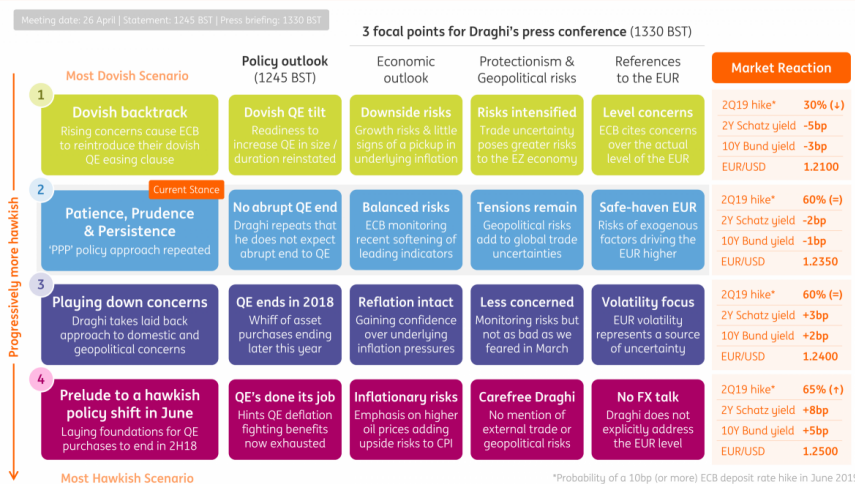 Meeting date: 26 April | Statement: 1245 BST | Press briefing: 1330 BST
3 focal points for Draghi's press conference (1330 BST)
Most Dovish Scenario
Policy outlook
(1245 BST)
Economic
outlook
Protectionism &
Geopolitical risks
References
to the EUR
Market Reaction
Progressively more hawkish
1
Dovish backtrack
Rising concerns cause ECB
to reintroduce their dovish
QE easing clause
Dovish QE tilt
Readiness to
increase QE in size /
duration reinstated
Downside risks
Growth risks & little
signs of a pickup in
underlying inflation
Risks intensified
Trade uncertainty
poses greater risks
to the EZ economy
Level concerns
ECB cites concerns
over the actual
level of the EUR
2Q19 hike* 30% (↓)
2Y Schatz yield -5bp
10Y Bund yield -3bp
EUR/USD 1.2100
2
Current Stance
Patience, Prudence
& Persistence
'PPP' policy approach repeated
No abrupt QE end
Draghi repeats that
he does not expect
abrupt end to QE
Balanced risks
ECB monitoring
recent softening of
leading indicators
Tensions remain
Geopolitical risks
add to global trade
uncertainties
Safe-haven EUR
Risks of exogenous
factors driving the
EUR higher
2Q19 hike* 60% (=)
2Y Schatz yield -2bp
10Y Bund yield -1bp
EUR/USD 1.2350
3
Playing down concerns
Draghi takes laid back
approach to domestic and
geopolitical concerns
QE ends in 2018
Whiff of asset
purchases ending
later this year
Reflation intact
Gaining confidence
over underlying
inflation pressures
Less concerned
Monitoring risks but
not as bad as we
feared in March
Volatility focus
EUR volatility
represents a source
of uncertainty
2Q19 hike* 60% (=)
2Y Schatz yield +3bp
10Y Bund yield +2bp
EUR/USD 1.2400
4
Prelude to a hawkish
policy shift in June
Laying foundations for QE
purchases to end in 2H18
QE's done its job
Hints QE deflation
fighting benefits
now exhausted
Inflationary risks
Emphasis on higher
oil prices adding
upside risks to CPI
Carefree Draghi
No mention of
external trade or
geopolitical risks
No FX talk
Draghi does not
explicitly address
the EUR level
2Q19 hike* 65% (↑)
2Y Schatz yield +8bp
10Y Bund yield +5bp
EUR/USD 1.2500
Most Hawkish Scenario
*Probability of a 10bp (or more) ECB deposit rate hike in June 2019